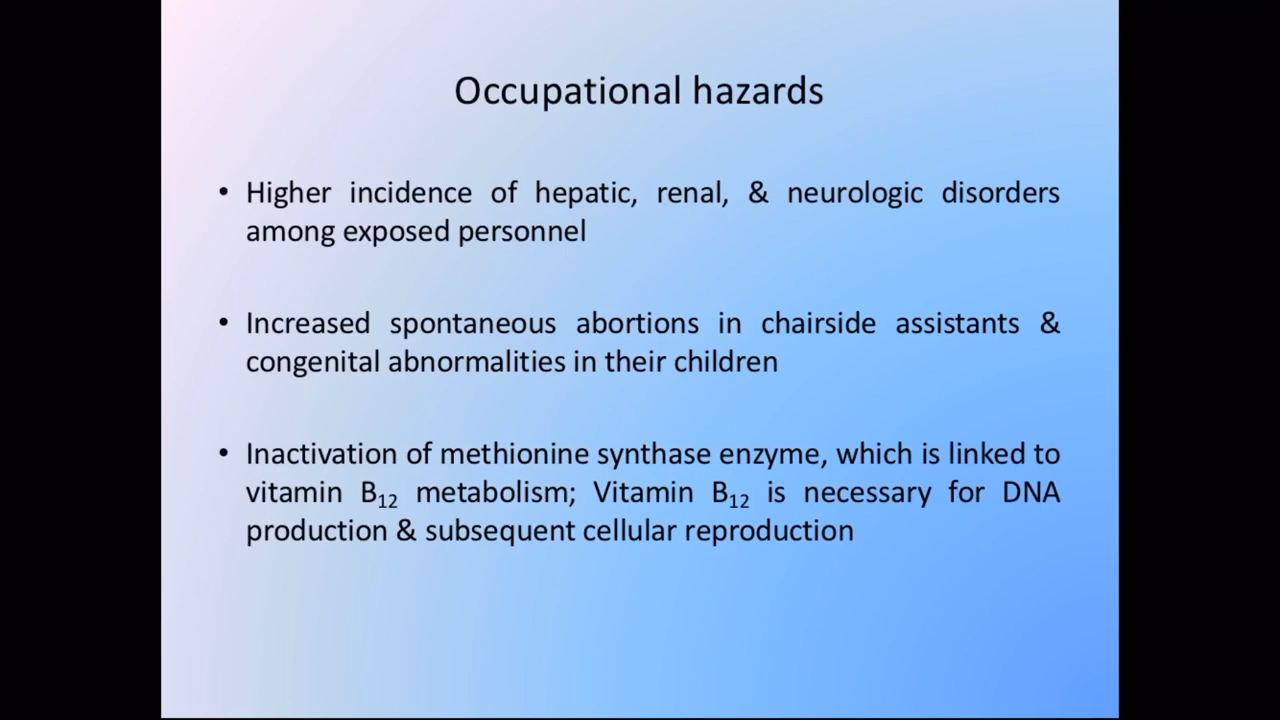 Occupational hazards
• Higher incidence of hepatic, renal, & neurologic disorders
among exposed personnel
• Increased spontaneous abortions in chairside assistants &
congenital abnormalities in their children
• Inactivation of methionine synthase enzyme, which is linked to
vitamin B₁₂ metabolism; Vitamin B₁₂ is necessary for DNA
production & subsequent cellular reproduction